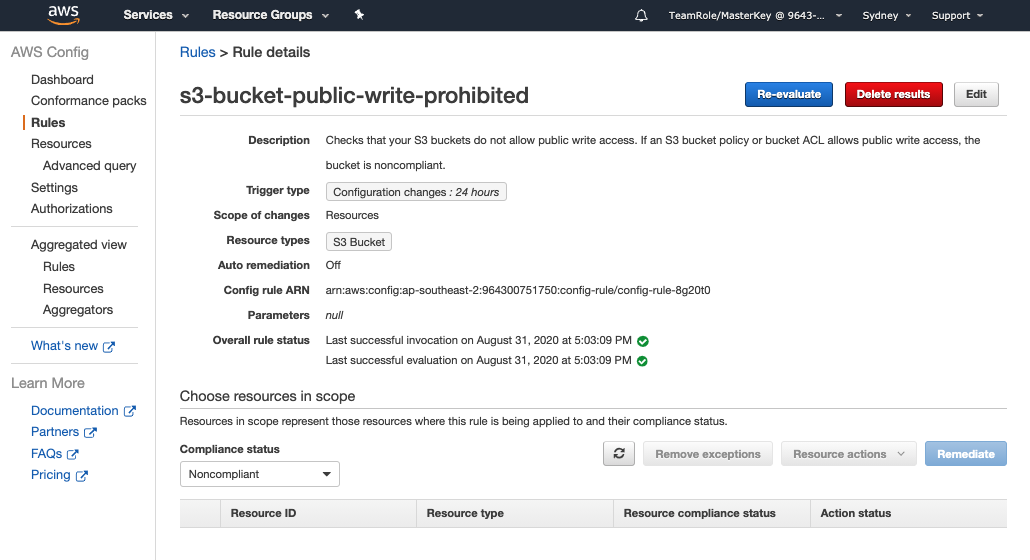 aws
Services
Resource Groups
TeamRole/MasterKey @ 9643-...
Sydney
Support
AWS Config
Dashboard
Conformance packs
Rules
Resources
Advanced query
Settings
Authorizations
Aggregated view
Rules
Resources
Aggregators
What's new
Learn More
Documentation
Partners
FAQs
Pricing
Rules > Rule details
s3-bucket-public-write-prohibited
Re-evaluate
Delete results
Edit
Description Checks that your S3 buckets do not allow public write access. If an S3 bucket policy or bucket ACL allows public write access, the
bucket is noncompliant.
Trigger type Configuration changes : 24 hours
Scope of changes Resources
Resource types S3 Bucket
Auto remediation Off
Config rule ARN arn:aws:config:ap-southeast-2:964300751750:config-rule/config-rule-8g20t0
Parameters null
Overall rule status Last successful invocation on August 31, 2020 at 5:03:09 PM
Last successful evaluation on August 31, 2020 at 5:03:09 PM
Choose resources in scope
Resources in scope represent those resources where this rule is being applied to and their compliance status.
Compliance status
Noncompliant
Remove exceptions
Resource actions
Remediate
Resource ID
Resource type
Resource compliance status
Action status